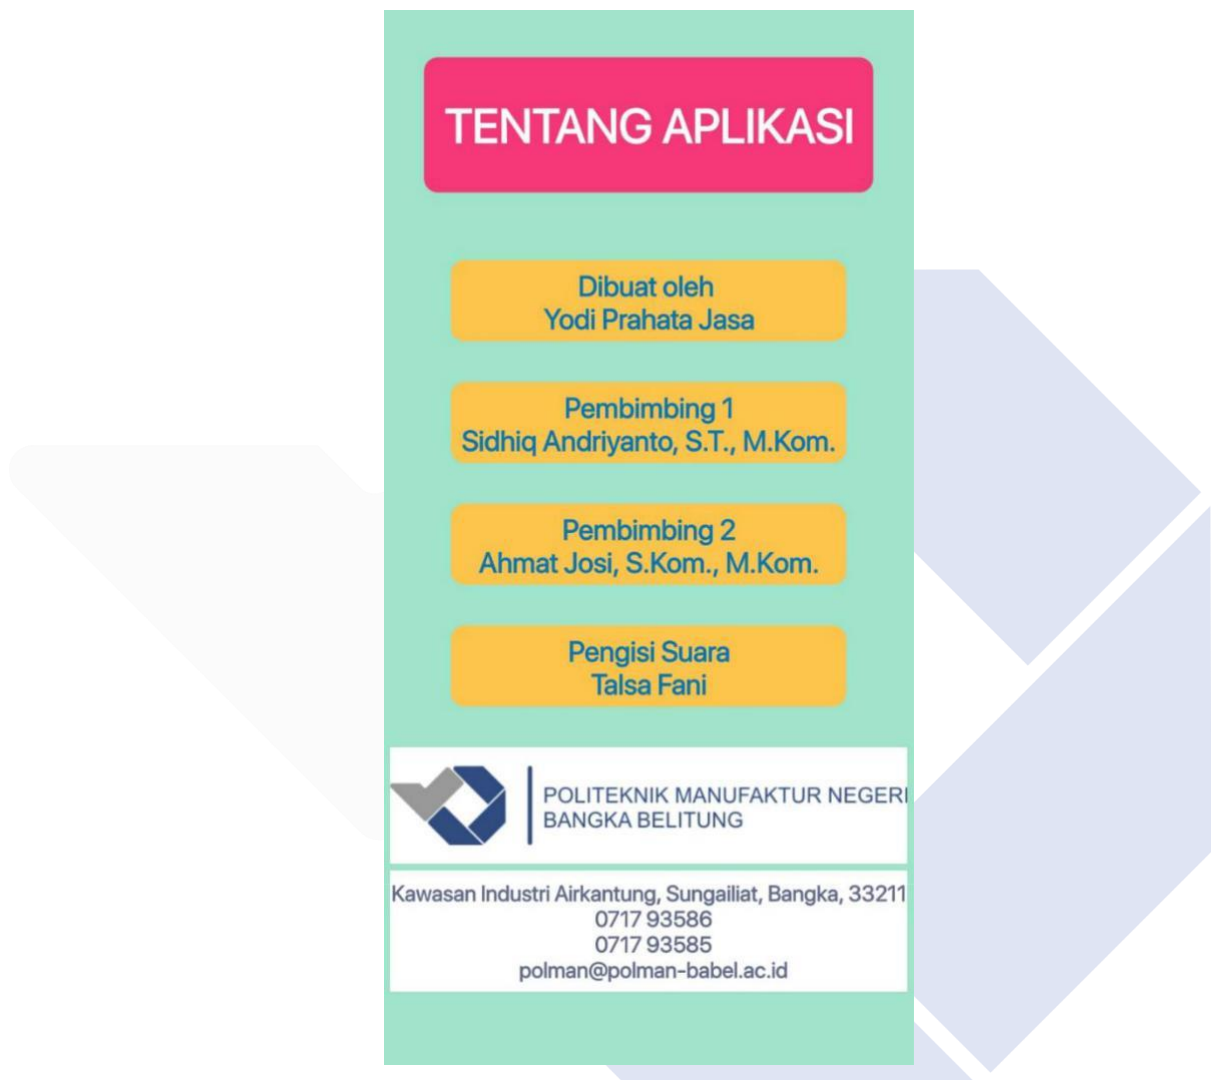 TENTANG APLIKASI
Dibuat oleh
Yodi Prahata Jasa
Pembimbing 1
Sidhiq Andriyanto, S.T., M.Kom.
Pembimbing 2
Ahmat Josi, S.Kom., M.Kom.
Pengisi Suara
Talsa Fani
POLITEKNIK MANUFAKTUR NEGERI
BANGKA BELITUNG
Kawasan Industri Airkantung, Sungailiat, Bangka, 33211
0717 93586
0717 93585
polman@polman-babel.ac.id